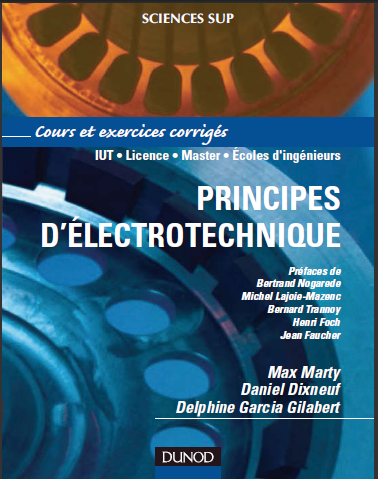 SCIENCES SUP
Cours et exercices corrigés
IUT • Licence • Master • Écoles d'ingénieurs
PRINCIPES
D'ÉLECTROTECHNIQUE
Préfaces de
Bertrand Nogarede
Michel Lajoie-Mazenc
Bernard Trannoy
Henri Foch
Jean Faucher
Max Marty
Daniel Dixneuf
Delphine Garcia Gilabert
DUNOD